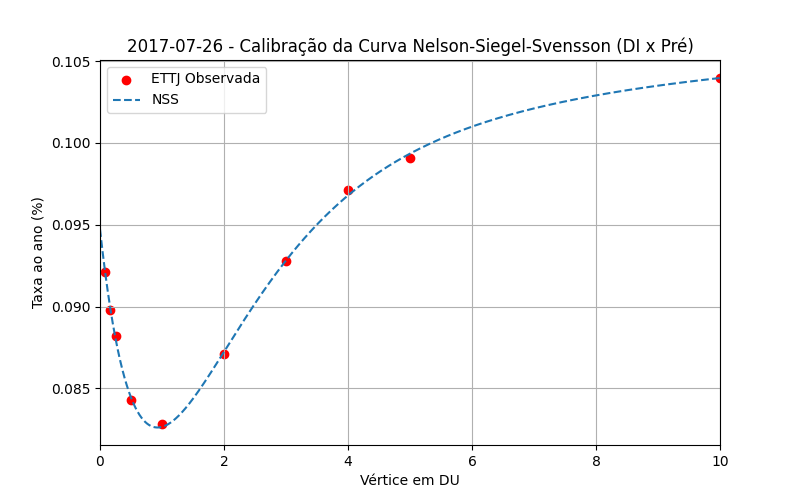 2017-07-26 - Calibração da Curva Nelson-Siegel-Svensson (DI x Pré)
ETTJ Observada
NSS
Taxa ao ano (%)
0.105
0.100
0.095
0.090
0.085
0 2 4 6 8 10
Vértice em DU